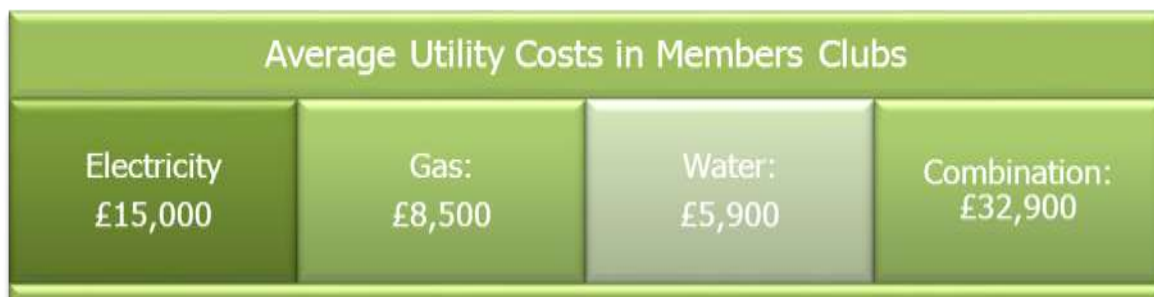 Average Utility Costs in Members Clubs
Electricity
£15,000
Gas:
£8,500
Water:
£5,900
Combination:
£32,900